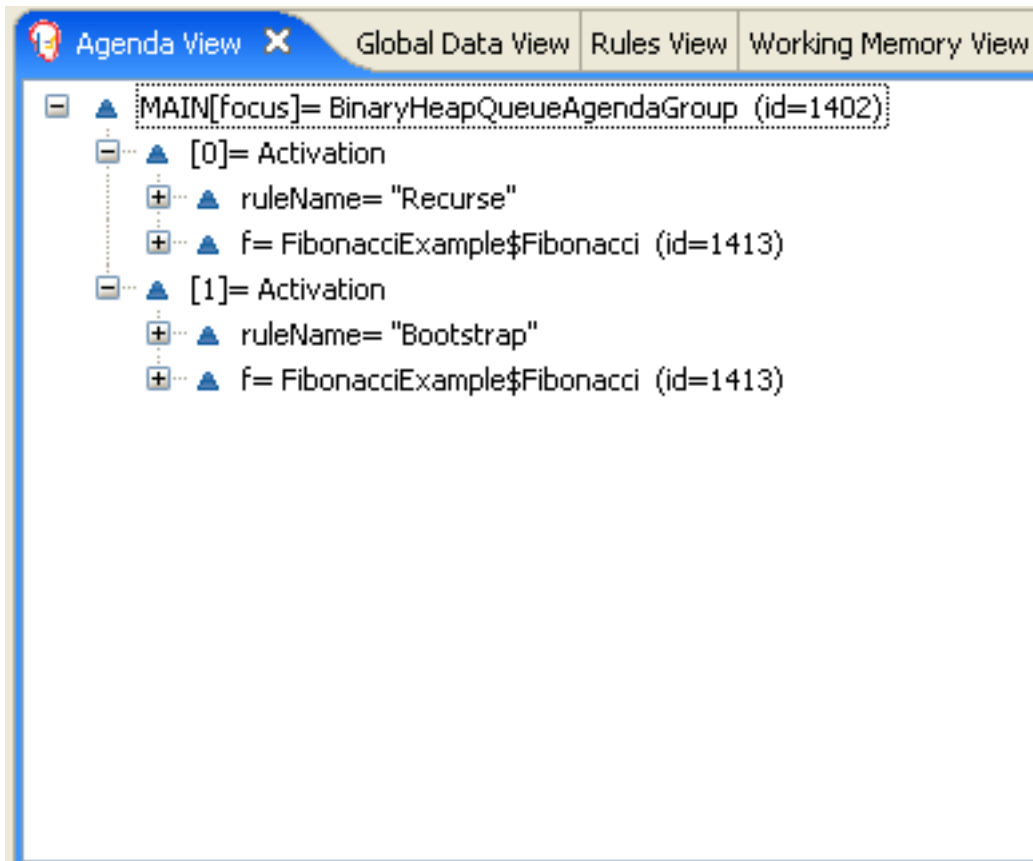 Agenda View Global Data View Rules View Working Memory View
MAIN[focus]= BinaryHeapQueueAgendaGroup (id=1402)
[0]= Activation
ruleName= "Recurse"
f= FibonacciExample$Fibonacci (id=1413)
[1]= Activation
ruleName= "Bootstrap"
f= FibonacciExample$Fibonacci (id=1413)